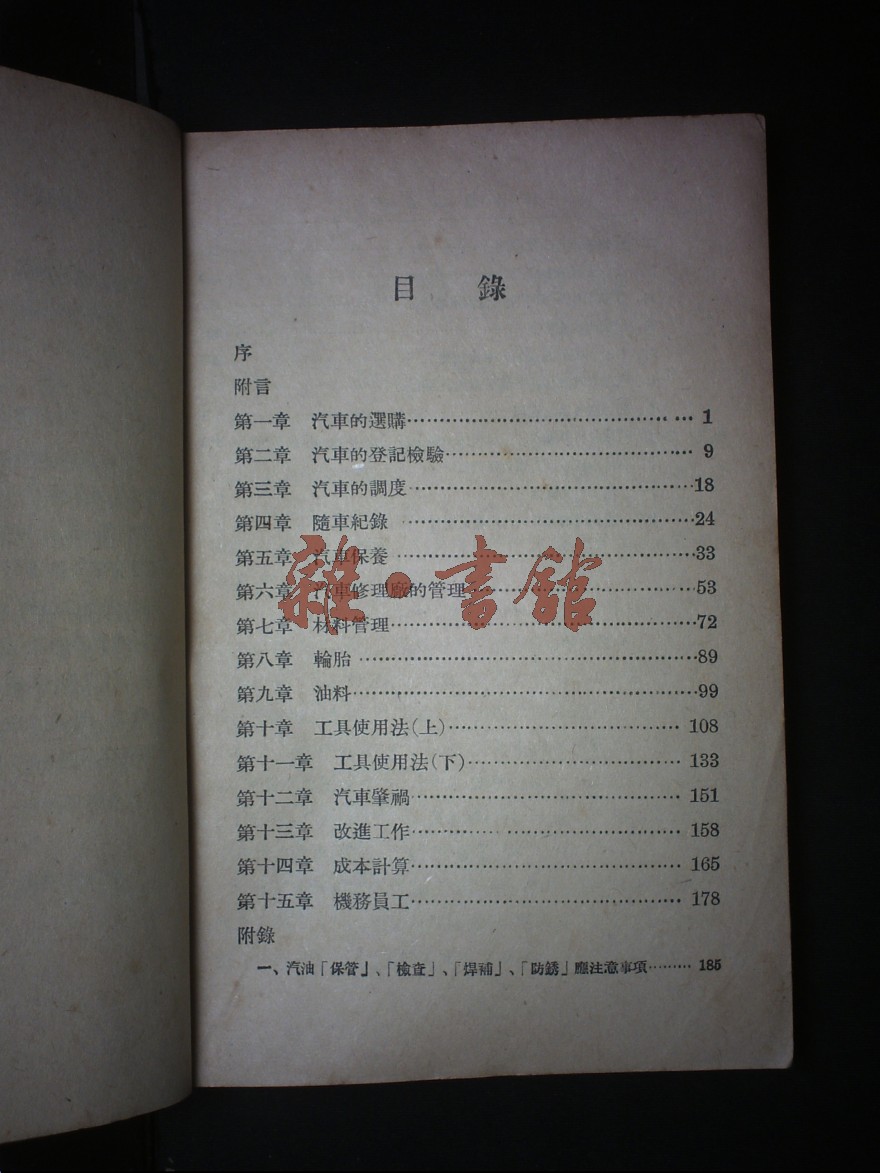 目錄
序
附言
第一章 汽車的選購…………………………………… 1
第二章 汽車的登記檢驗………………………………… 9
第三章 汽車的調度……………………………………18
第四章 隨車紀錄 ……………………………………24
第五章 汽車保養 ……………………………………33
第六章 汽車修理廠的管理……………………………53
第七章 材料管理………………………………………72
第八章 輪胎 …………………………………………89
第九章 油料……………………………………………99
第十章 工具使用法(上)…………………………… 108
第十一章 工具使用法(下)………………………… 133
第十二章 汽車肇禍………………………………… 151
第十三章 改進工作………………………………… 158
第十四章 成本計算………………………………… 165
第十五章 機務員工………………………………… 178
附錄
一、汽油「保管」、「檢查」、「焊補」、「防銹」應注意事項……… 185
雜·書館